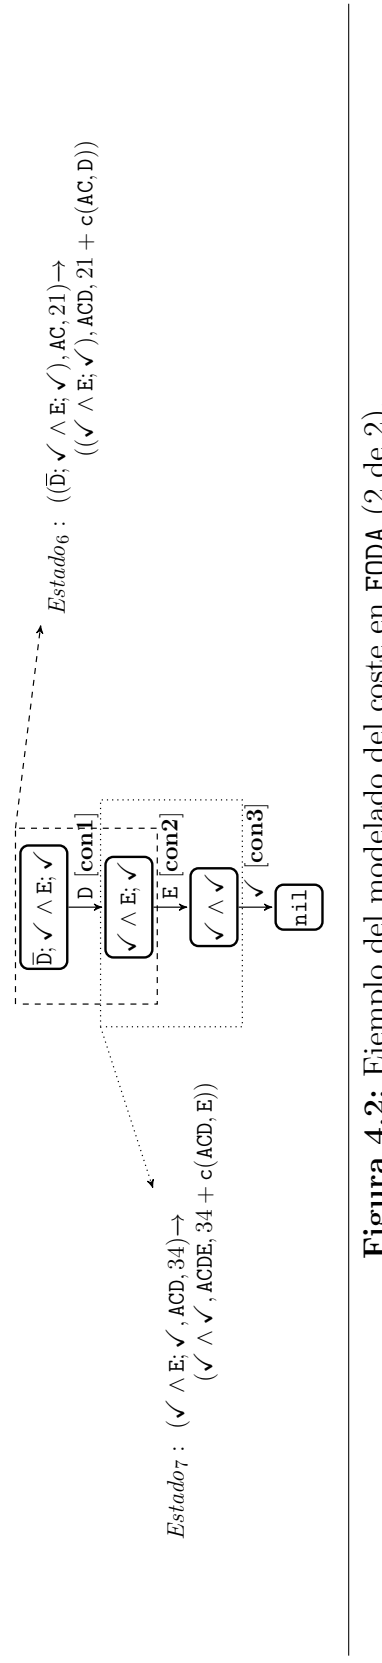 Estado₆ : ((D̅; ✓ ∧ E; ✓), AC, 21)→
((✓ ∧ E; ✓), ACD, 21 + c(AC, D))
D̅; ✓ ∧ E; ✓
D [con1]
✓ ∧ E; ✓
E [con2]
✓ ∧ ✓
✓ [con3]
nil
Estado₇ : (✓ ∧ E; ✓, ACD, 34)→
(✓ ∧ ✓, ACDE, 34 + c(ACD, E))
Figura 4.2: Ejemplo del modelado del coste en FODA (2 de 2)